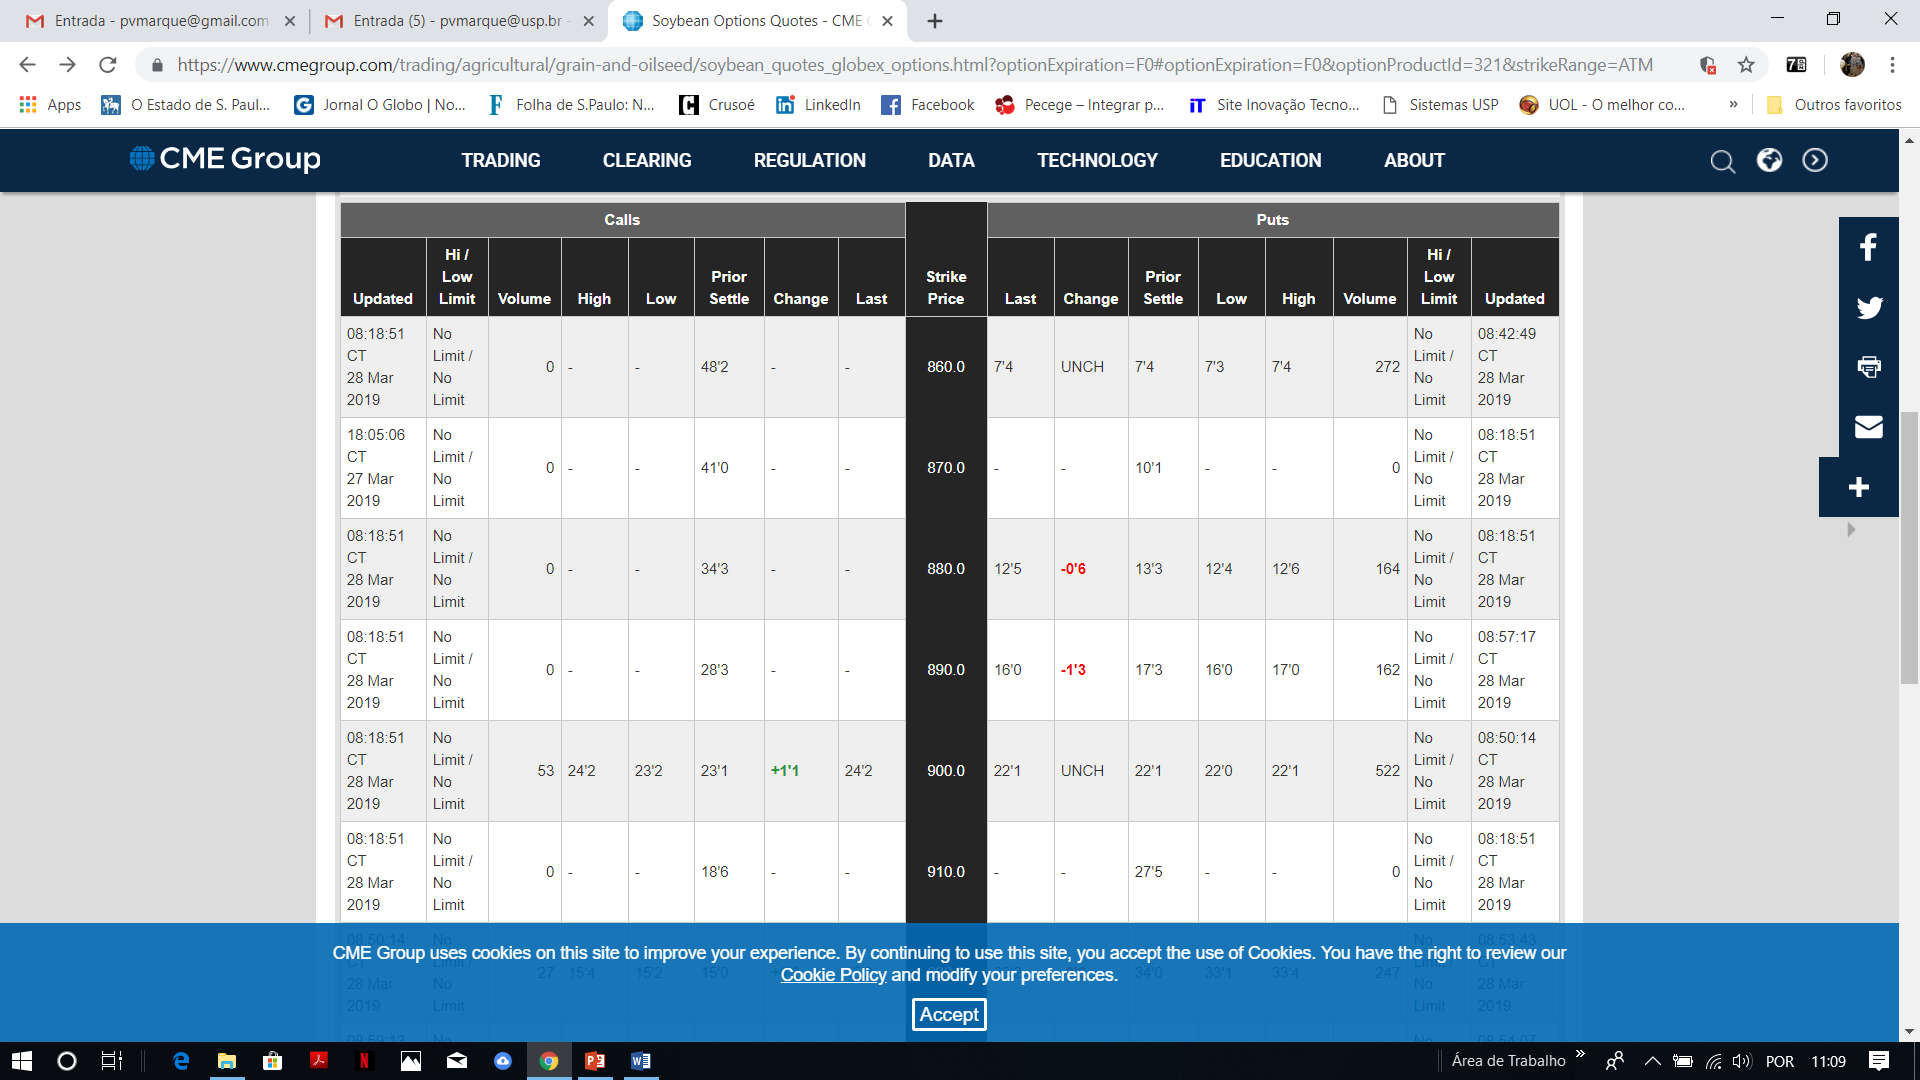 Entrada - pvmarque@gmail.com
Entrada (5) - pvmarque@usp.br -
Soybean Options Quotes - CME
https://www.cmegroup.com/trading/agricultural/grain-and-oilseed/soybean_quotes_globex_options.html?optionExpiration=F0#optionExpiration=F0&optionProductId=321&strikeRange=ATM
Apps O Estado de S. Paul... Jornal O Globo | No... Folha de S.Paulo: N... Crusoé LinkedIn Facebook Pecege – Integrar p... iT Site Inovação Tecno... Sistemas USP UOL - O melhor co... » Outros favoritos
CME Group TRADING CLEARING REGULATION DATA TECHNOLOGY EDUCATION ABOUT
Calls Puts
Updated Hi / Low Limit Volume High Low Prior Settle Change Last Strike Price Last Change Prior Settle Low High Volume Hi / Low Limit Updated
08:18:51 CT 28 Mar 2019 No Limit / No Limit 0 - - 48'2 - - 860.0 7'4 UNCH 7'4 7'3 7'4 272 No Limit / No Limit 08:42:49 CT 28 Mar 2019
18:05:06 CT 27 Mar 2019 No Limit / No Limit 0 - - 41'0 - - 870.0 - - 10'1 - - 0 No Limit / No Limit 08:18:51 CT 28 Mar 2019
08:18:51 CT 28 Mar 2019 No Limit / No Limit 0 - - 34'3 - - 880.0 12'5 -0'6 13'3 12'4 12'6 164 No Limit / No Limit 08:18:51 CT 28 Mar 2019
08:18:51 CT 28 Mar 2019 No Limit / No Limit 0 - - 28'3 - - 890.0 16'0 -1'3 17'3 16'0 17'0 162 No Limit / No Limit 08:57:17 CT 28 Mar 2019
08:18:51 CT 28 Mar 2019 No Limit / No Limit 53 24'2 23'2 23'1 +1'1 24'2 900.0 22'1 UNCH 22'1 22'0 22'1 522 No Limit / No Limit 08:50:14 CT 28 Mar 2019
08:18:51 CT 28 Mar 2019 No Limit / No Limit 0 - - 18'6 - - 910.0 - - 27'5 - - 0 No Limit / No Limit 08:18:51 CT 28 Mar 2019
CME Group uses cookies on this site to improve your experience. By continuing to use this site, you accept the use of Cookies. You have the right to review our
Cookie Policy and modify your preferences.
Accept
Área de Trabalho » POR 11:09